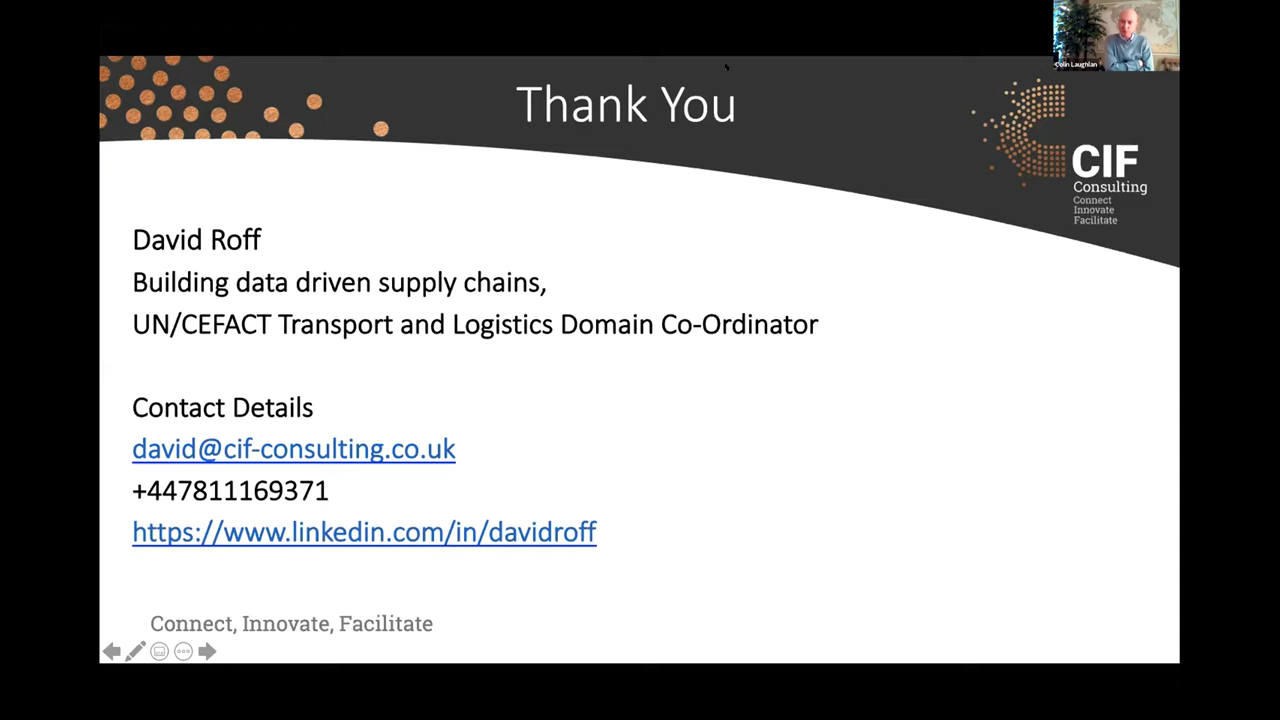 Colin Laughlan
Thank You
CIF
Consulting
Connect
Innovate
Facilitate
David Roff
Building data driven supply chains,
UN/CEFACT Transport and Logistics Domain Co-Ordinator
Contact Details
david@cif-consulting.co.uk
+447811169371
https://www.linkedin.com/in/davidroff
Connect, Innovate, Facilitate